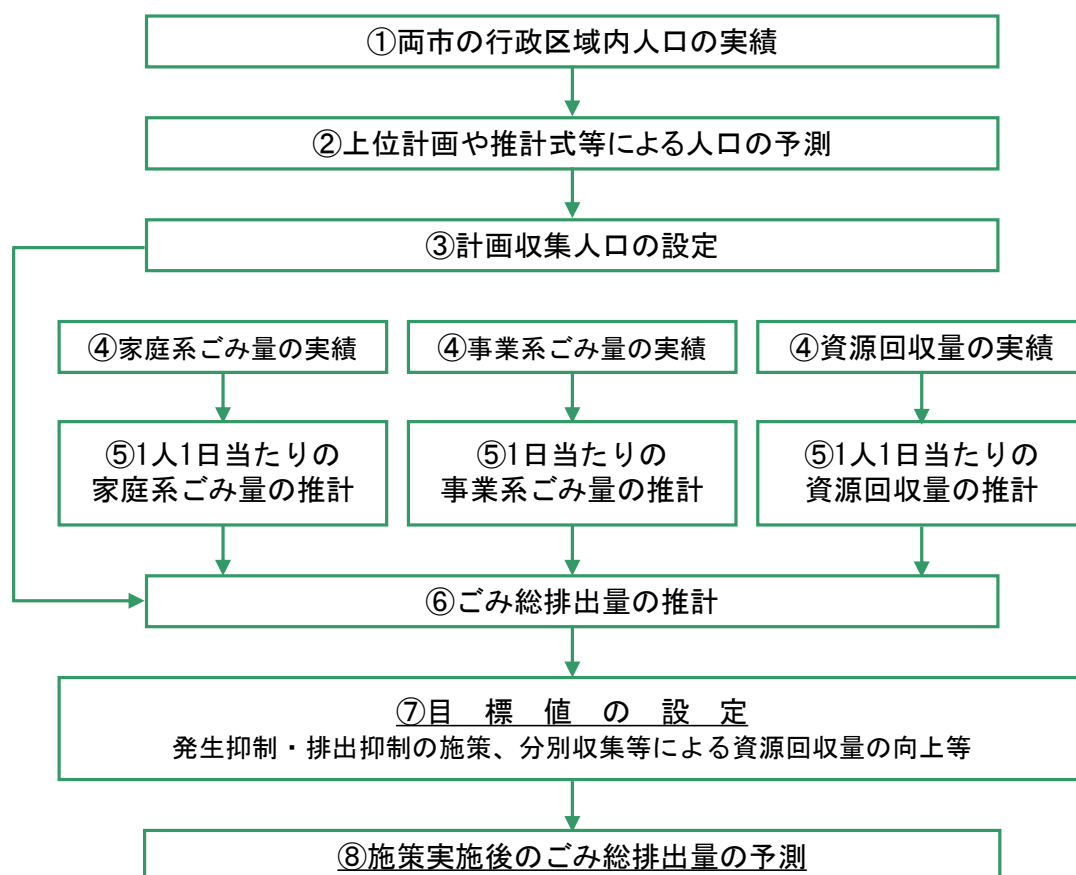 ①両市の行政区域内人口の実績
②上位計画や推計式等による人口の予測
③計画収集人口の設定
④家庭系ごみ量の実績
④事業系ごみ量の実績
④資源回収量の実績
⑤1人1日当たりの
家庭系ごみ量の推計
⑤1日当たりの
事業系ごみ量の推計
⑤1人1日当たりの
資源回収量の推計
⑥ごみ総排出量の推計
⑦目 標 値 の 設 定
発生抑制・排出抑制の施策、分別収集等による資源回収量の向上等
⑧施策実施後のごみ総排出量の予測